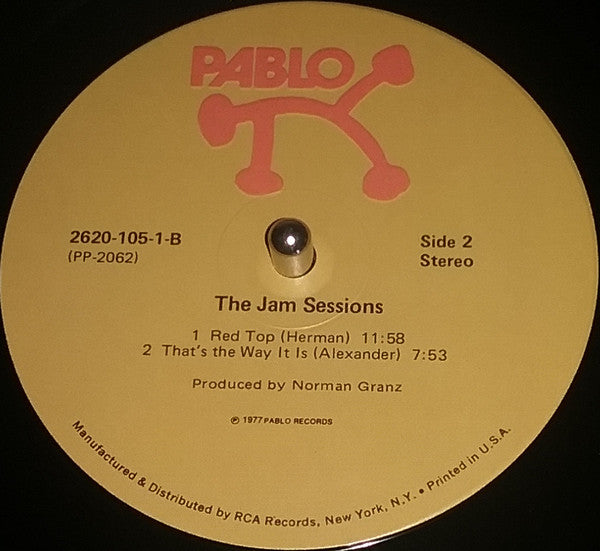 PABLO
2620-105-1-B
(PP-2062)
Side 2
Stereo
The Jam Sessions
1 Red Top (Herman) 11:58
2 That's the Way It Is (Alexander) 7:53
Produced by Norman Granz
℗ 1977 PABLO RECORDS
Manufactured & Distributed by RCA Records, New York, N.Y. • Printed in U.S.A.